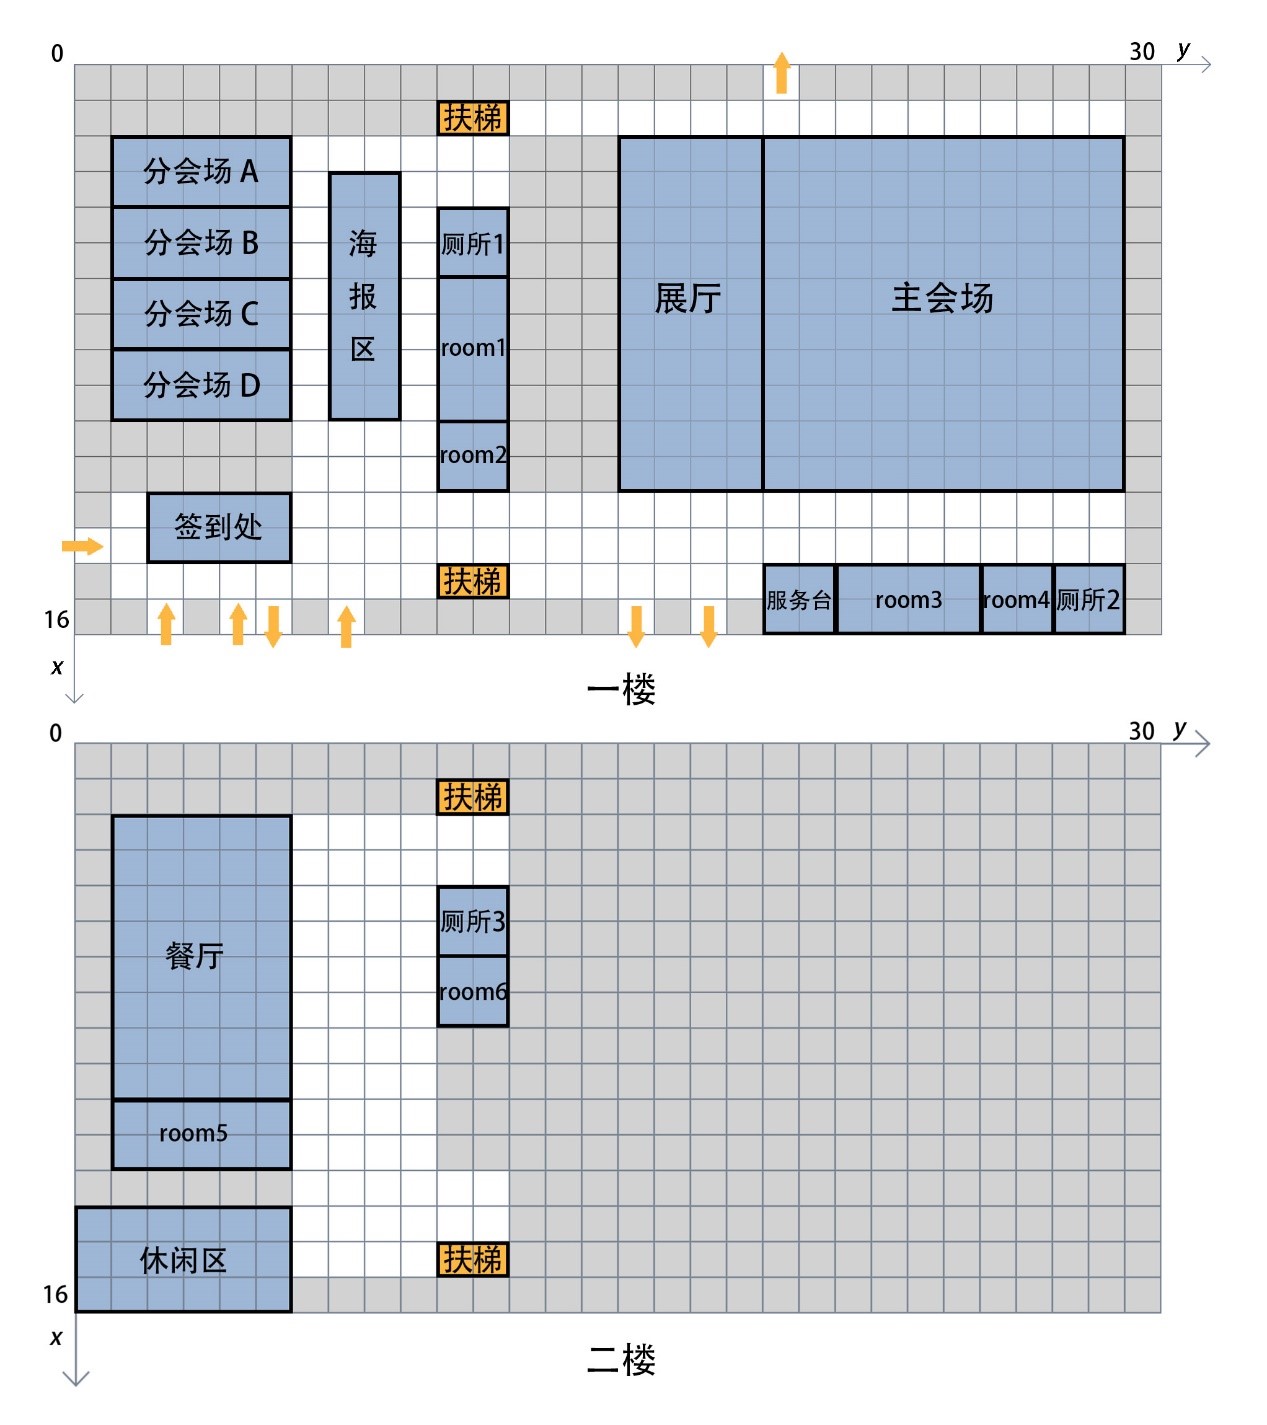 0
30 y
扶梯
分会场 A
分会场 B
分会场 C
分会场 D
海报区
厕所1
room1
room2
展厅
主会场
签到处
扶梯
服务台
room3
room4
厕所2
16
x
一楼
0
30 y
扶梯
餐厅
厕所3
room6
room5
休闲区
扶梯
16
x
二楼